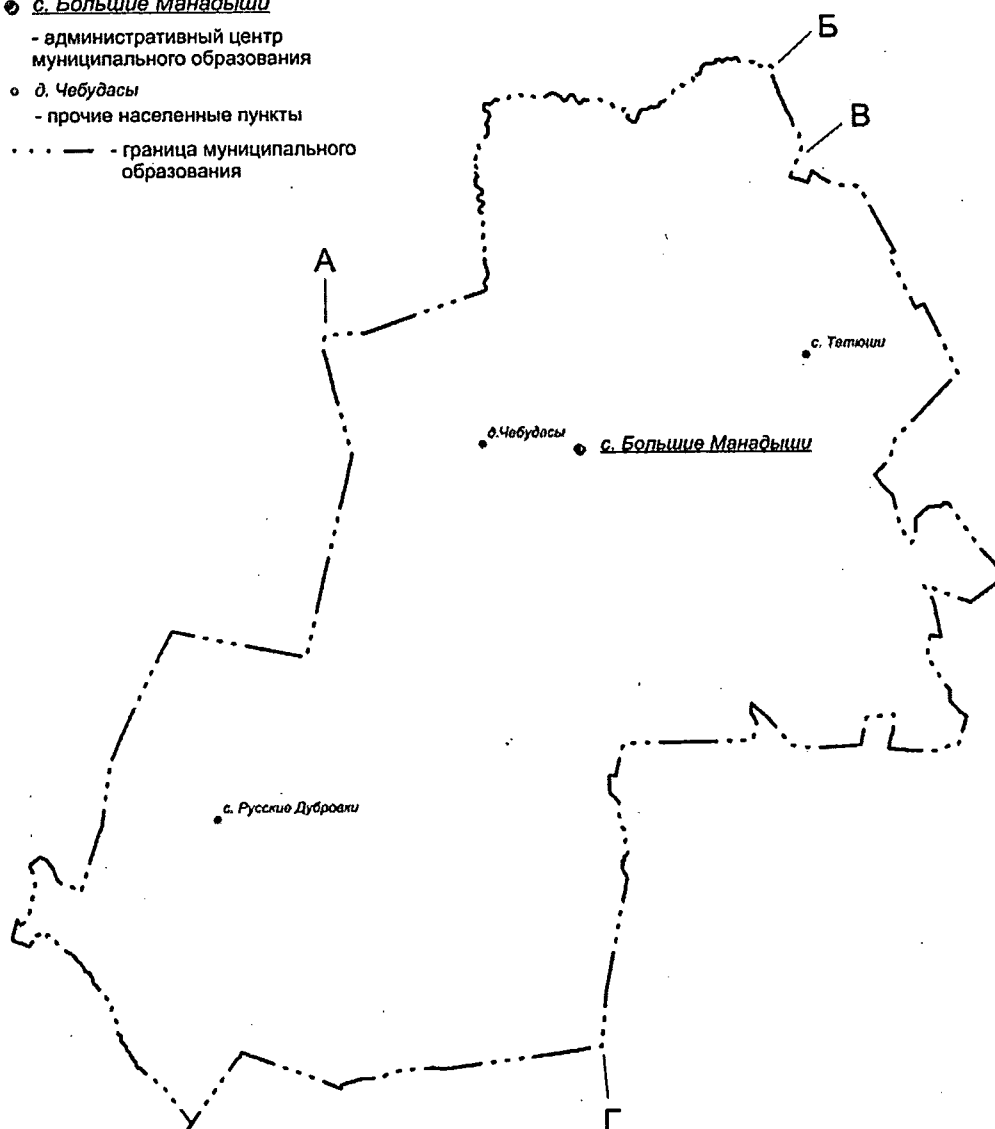 с. Большие Манадыши
- административный центр
муниципального образования
д. Чебудасы
- прочие населенные пункты
- граница муниципального
образования
Б
В
А
с. Тетюши
д.Чебудасы
с. Большие Манадыши
с. Русские Дубровки
Г